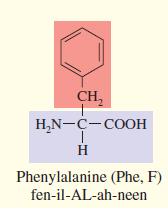 CH₂
H₂N—C—COOH
H
Phenylalanine (Phe, F)
fen-il-AL-ah-neen